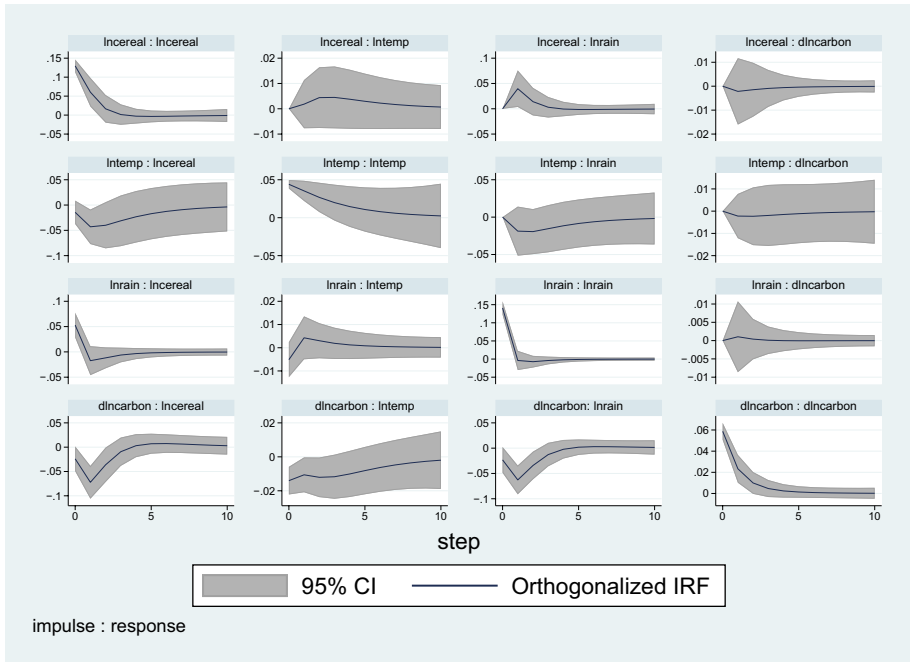 lncereal : lncereal
lncereal : lntemp
lncereal : lnrain
lncereal : dlncarbon
.15
.1
.05
0
-.05
.02
.01
0
-.01
.1
.05
0
-.05
.01
0
-.01
-.02
lntemp : lncereal
lntemp : lntemp
lntemp : lnrain
lntemp : dlncarbon
.05
0
-.05
-.1
.05
0
-.05
.05
0
-.05
.01
0
-.01
-.02
lnrain : lncereal
lnrain : lntemp
lnrain : lnrain
lnrain : dlncarbon
.1
.05
0
-.05
.02
.01
0
-.01
.15
.1
.05
0
-.05
.01
.005
0
-.005
-.01
dlncarbon : lncereal
dlncarbon : lntemp
dlncarbon: lnrain
dlncarbon : dlncarbon
.05
0
-.05
-.1
.02
0
-.02
.05
0
-.05
-.1
.06
.04
.02
0
0 5 10
0 5 10
0 5 10
0 5 10
step
95% CI
Orthogonalized IRF
impulse : response